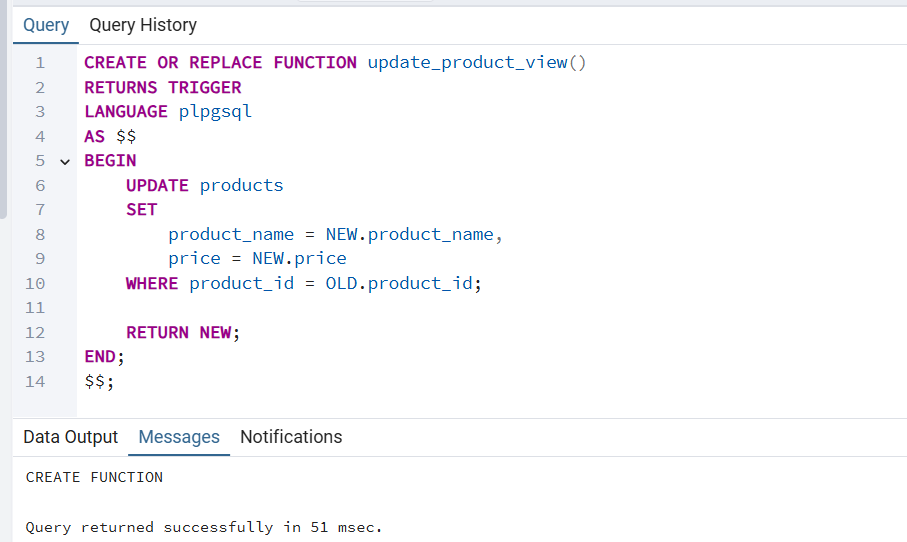 Query Query History
1 CREATE OR REPLACE FUNCTION update_product_view()
2 RETURNS TRIGGER
3 LANGUAGE plpgsql
4 AS $$
5 BEGIN
6 UPDATE products
7 SET
8 product_name = NEW.product_name,
9 price = NEW.price
10 WHERE product_id = OLD.product_id;
11
12 RETURN NEW;
13 END;
14 $$;
Data Output Messages Notifications
CREATE FUNCTION
Query returned successfully in 51 msec.